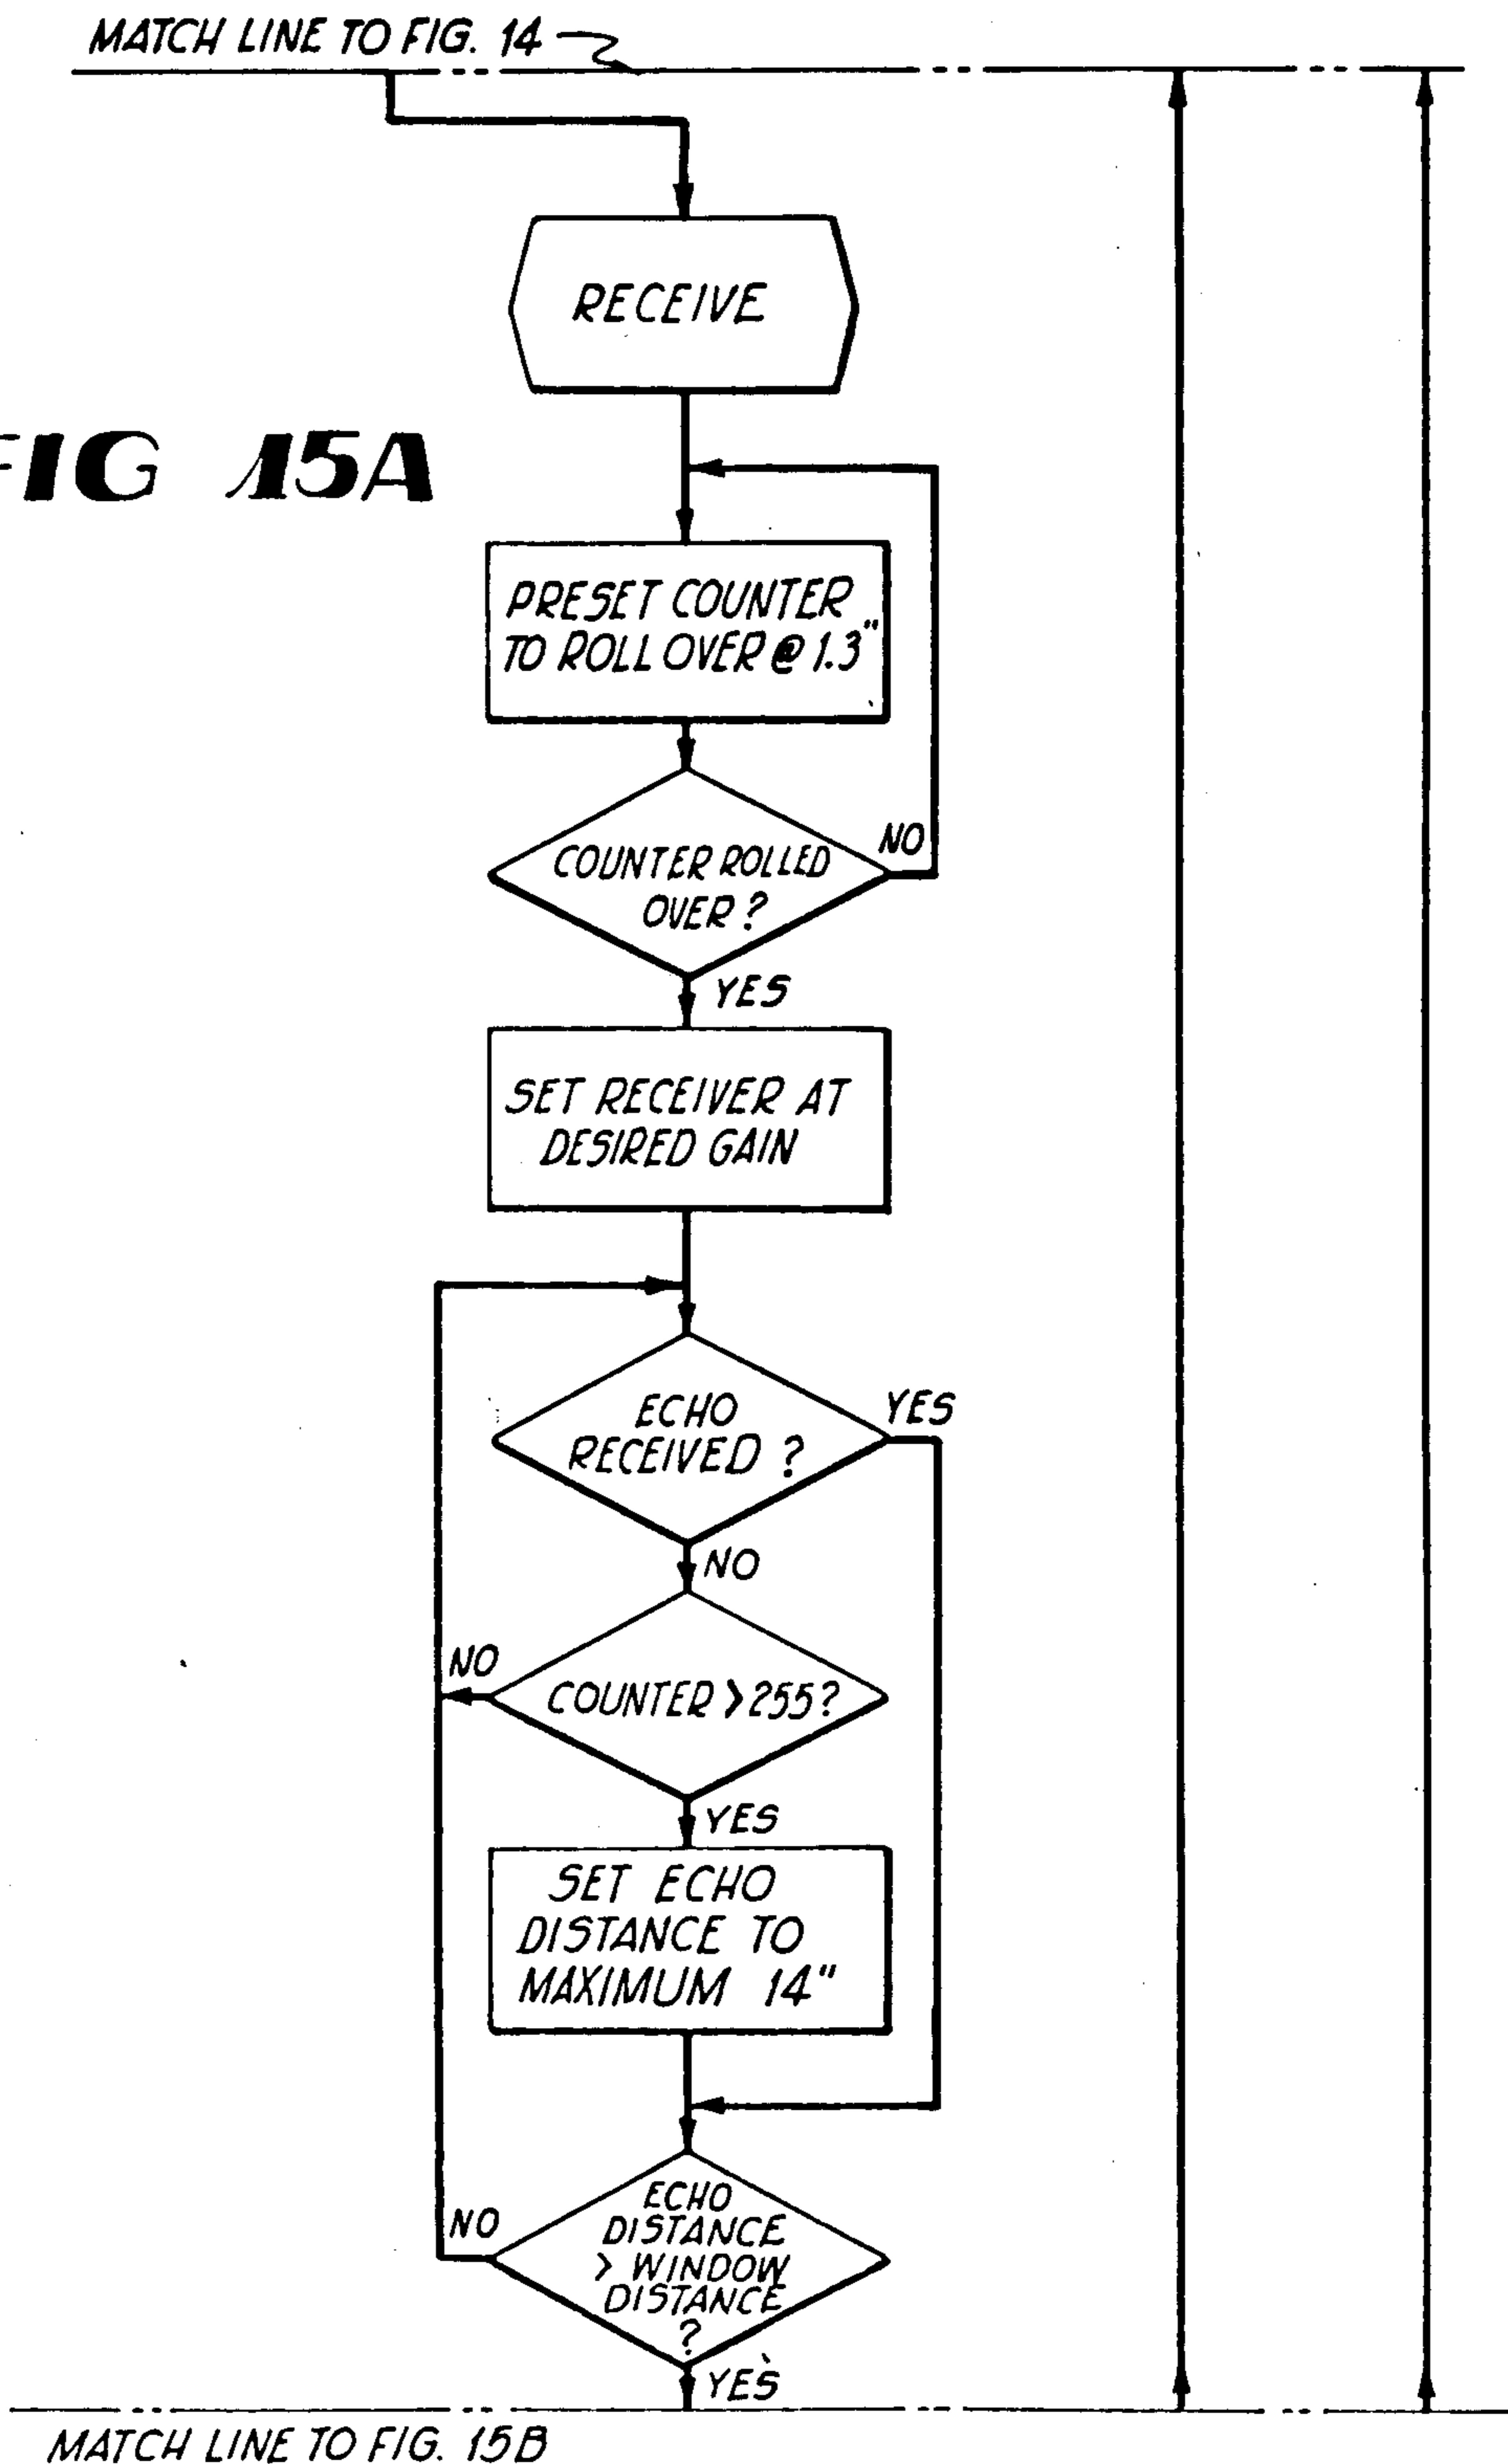 MATCH LINE TO FIG. 14
RECEIVE
FIG 15A
PRESET COUNTER
TO ROLL OVER @ 1.3"
COUNTER ROLLED
OVER ?
NO
YES
SET RECEIVER AT
DESIRED GAIN
ECHO
RECEIVED ?
YES
NO
COUNTER > 255?
NO
YES
SET ECHO
DISTANCE TO
MAXIMUM 14"
ECHO
DISTANCE
> WINDOW
DISTANCE
?
NO
YES
MATCH LINE TO FIG. 15B